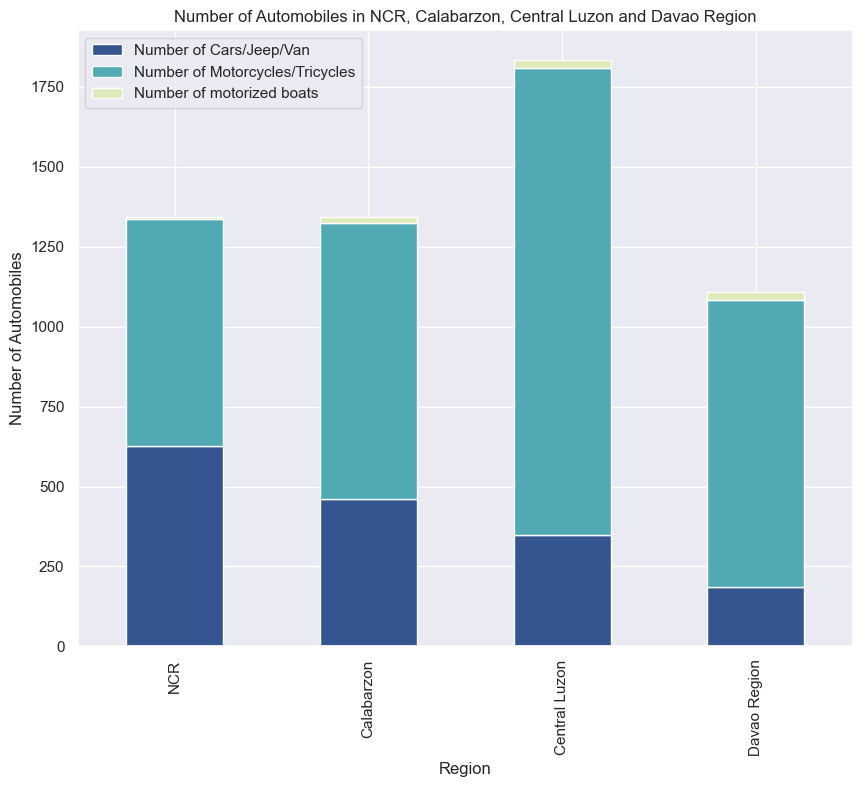 Number of Automobiles in NCR, Calabarzon, Central Luzon and Davao Region
Number of Cars/Jeep/Van
Number of Motorcycles/Tricycles
Number of motorized boats
Number of Automobiles
1750
1500
1250
1000
750
500
250
0
NCR
Calabarzon
Central Luzon
Davao Region
Region